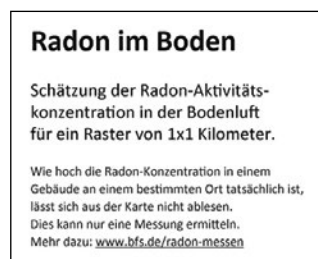 Radon im Boden
Schätzung der Radon-Aktivitäts-
konzentration in der Bodenluft
für ein Raster von 1x1 Kilometer.
Wie hoch die Radon-Konzentration in einem
Gebäude an einem bestimmten Ort tatsächlich ist,
lässt sich aus der Karte nicht ablesen.
Dies kann nur eine Messung ermitteln.
Mehr dazu: www.bfs.de/radon-messen